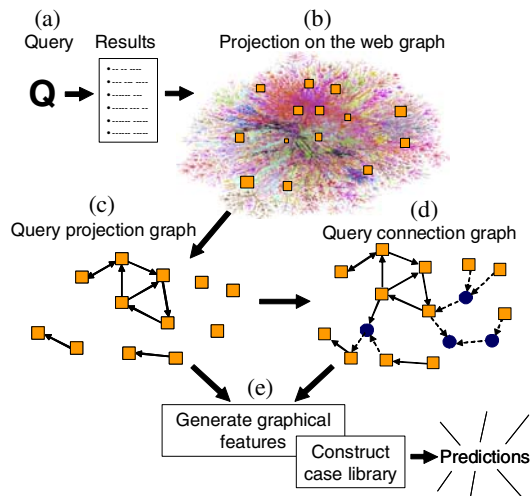 (a)
Query
Results
Q
(b)
Projection on the web graph
(c)
Query projection graph
(d)
Query connection graph
(e)
Generate graphical
features
Construct
case library
Predictions